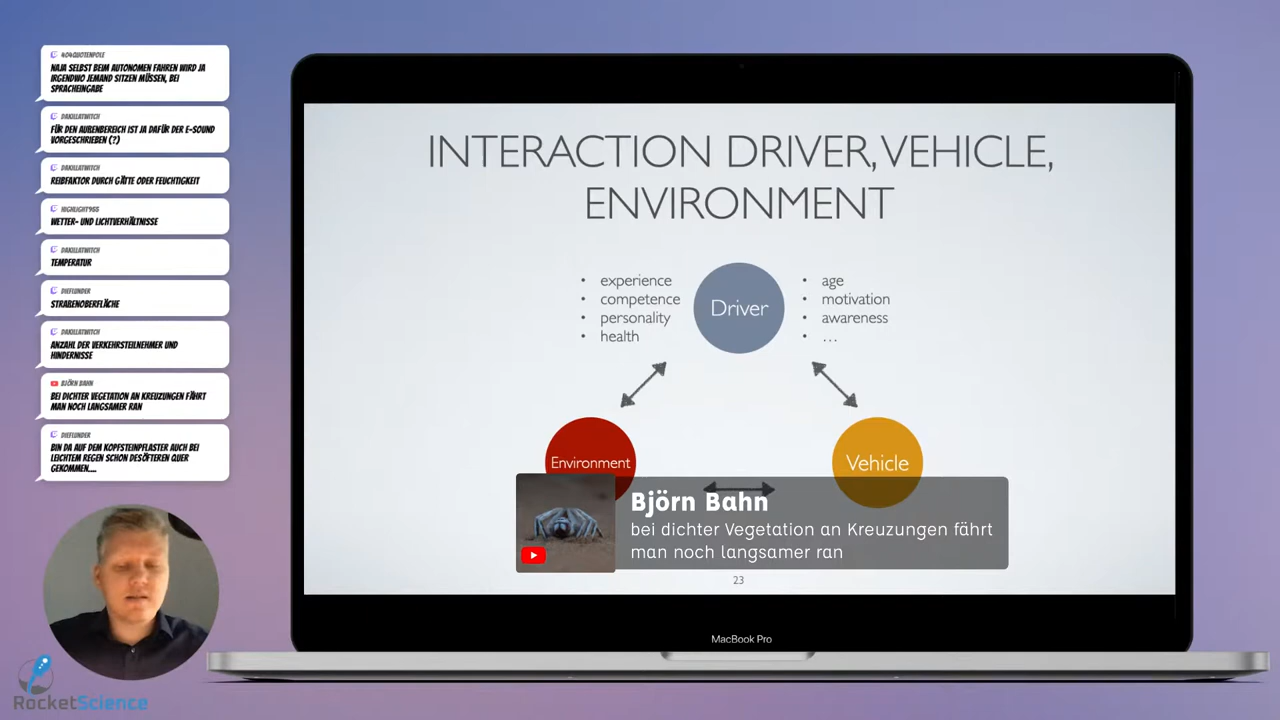 404QUOTENPOLE
NAJA SELBST BEIM AUTONOMEN FAHREN WIRD JA
IRGENDWO JEMAND SITZEN MÜSSEN, BEI
SPRACHEINGABE
DAKILLATWITCH
FÜR DEN AUßENBEREICH IST JA DAFÜR DER E-SOUND
VORGESCHRIEBEN (?)
DAKILLATWITCH
REIBFAKTOR DURCH GÄTTE ODER FEUCHTIGKEIT
HIGHLIGHT955
WETTER- UND LICHTVERHÄLTNISSE
DAKILLATWITCH
TEMPERATUR
DIEFLUNDER
STRAßENOBERFLÄCHE
DAKILLATWITCH
ANZAHL DER VERKEHRSTEILNEHMER UND
HINDERNISSE
BJÖRN BAHN
BEI DICHTER VEGETATION AN KREUZUNGEN FÄHRT
MAN NOCH LANGSAMER RAN
DIEFLUNDER
BIN DA AUF DEM KOPFSTEINPFLASTER AUCH BEI
LEICHTEM REGEN SCHON DESÖFTEREN QUER
GEKOMMEN....
RocketScience
INTERACTION DRIVER, VEHICLE,
ENVIRONMENT
• experience
• competence
• personality
• health
Driver
• age
• motivation
• awareness
• ...
Environment
Vehicle
Björn Bahn
bei dichter Vegetation an Kreuzungen fährt
man noch langsamer ran
23
MacBook Pro